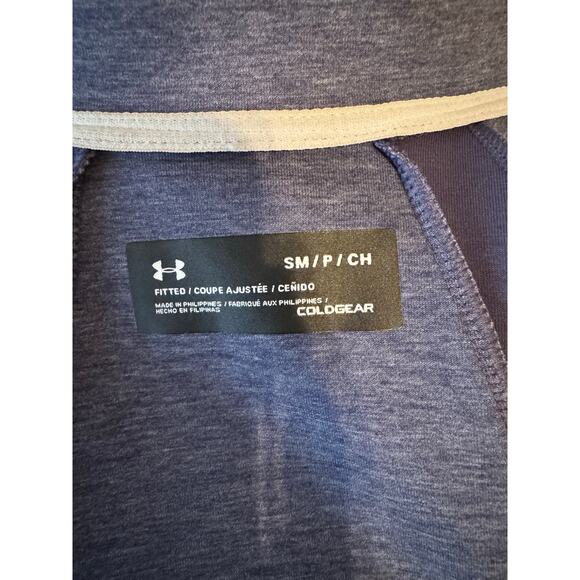 SM / P / CH
FITTED / COUPE AJUSTÉE / CEÑIDO
MADE IN PHILIPPINES / FABRIQUÉ AUX PHILIPPINES /
HECHO EN FILIPINAS
COLDGEAR